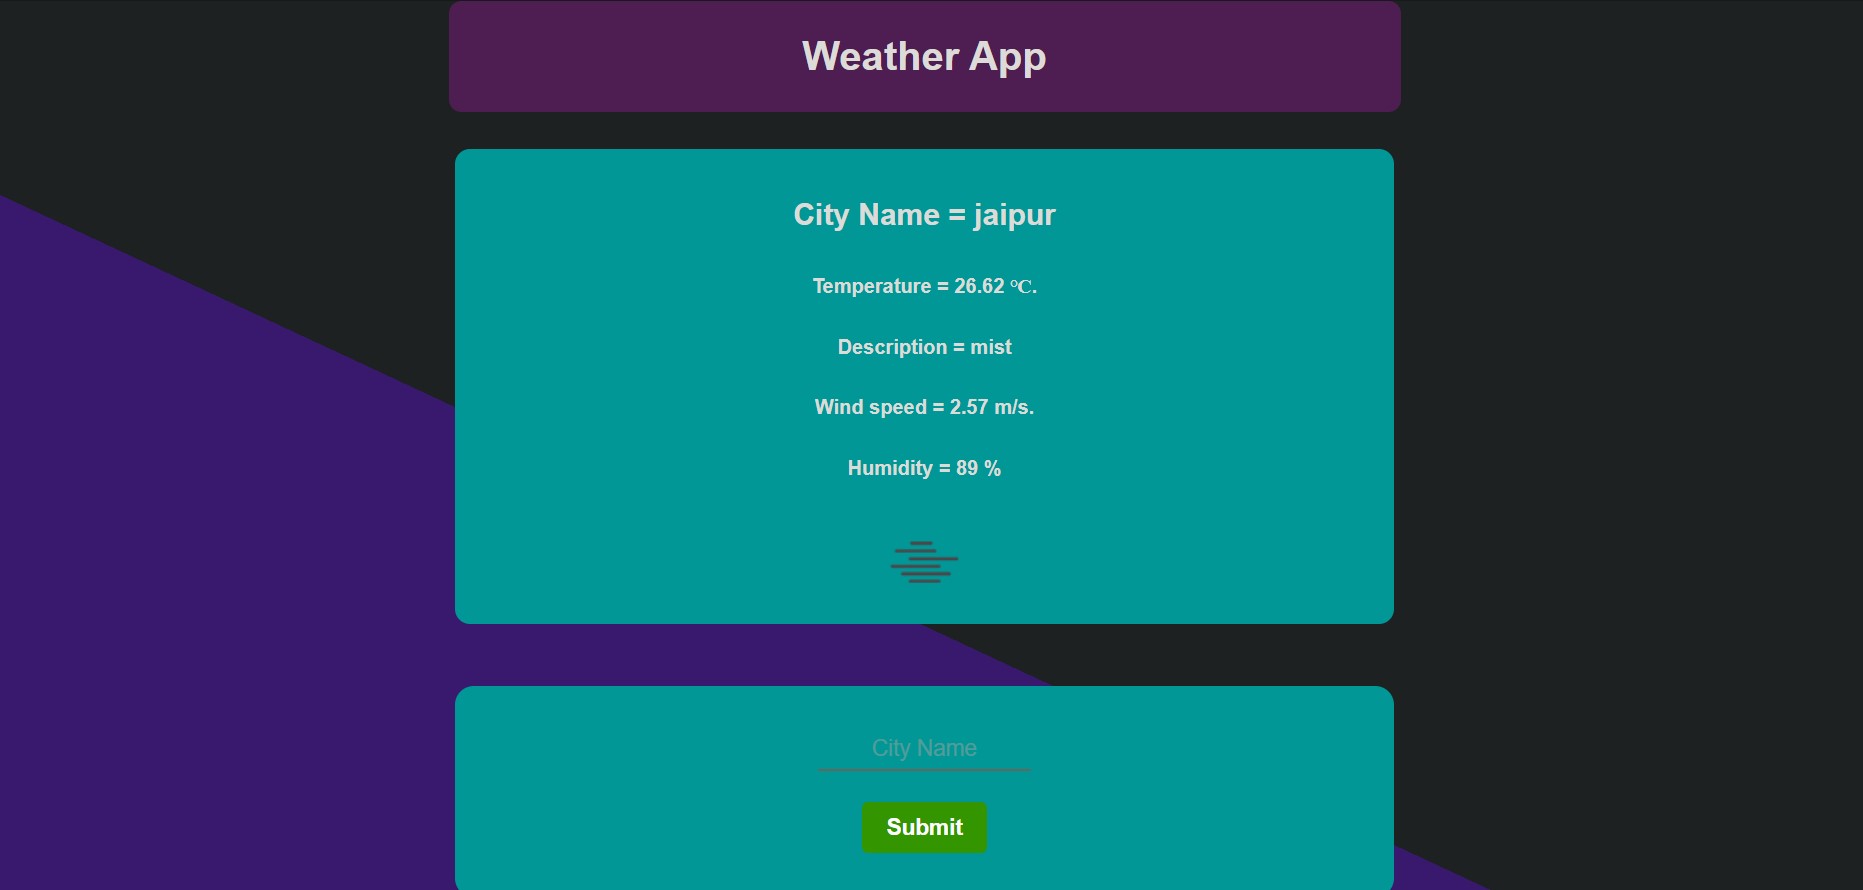 Weather App
City Name = jaipur
Temperature = 26.62 °C.
Description = mist
Wind speed = 2.57 m/s.
Humidity = 89 %
City Name
Submit